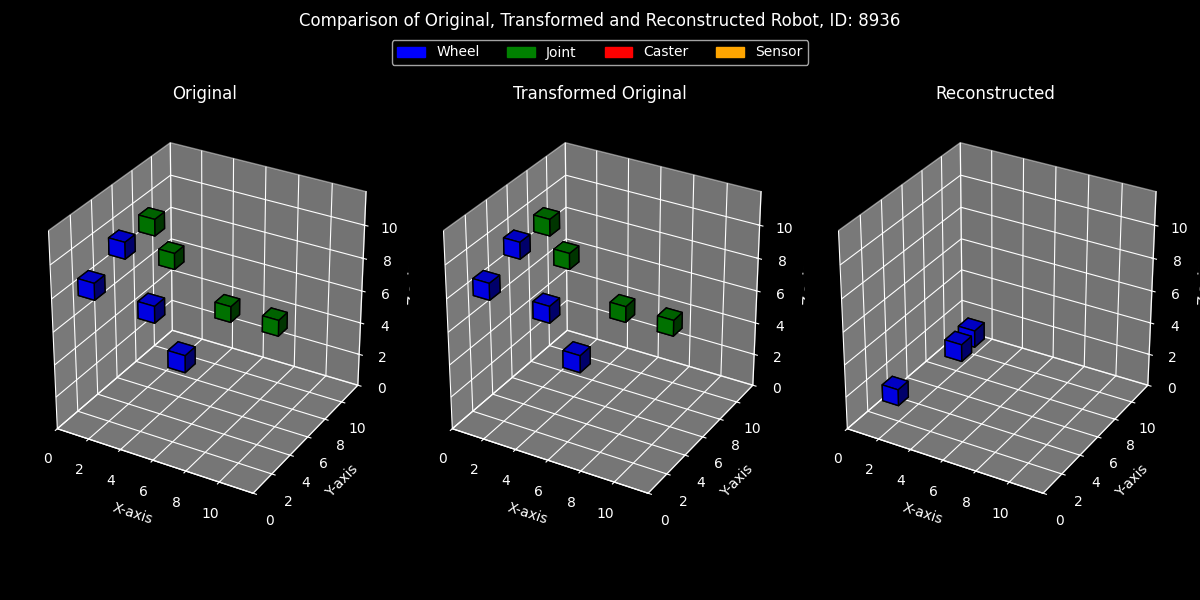 Comparison of Original, Transformed and Reconstructed Robot, ID: 8936
Wheel Joint Caster Sensor
Original Transformed Original Reconstructed
10 8 6 4 2 0
10 8 6 4 2 0
10 8 6 4 2 0
0 2 4 6 8 10
X-axis
0 2 4 6 8 10
Y-axis
0 2 4 6 8 10
X-axis
0 2 4 6 8 10
Y-axis
0 2 4 6 8 10
X-axis
0 2 4 6 8 10
Y-axis